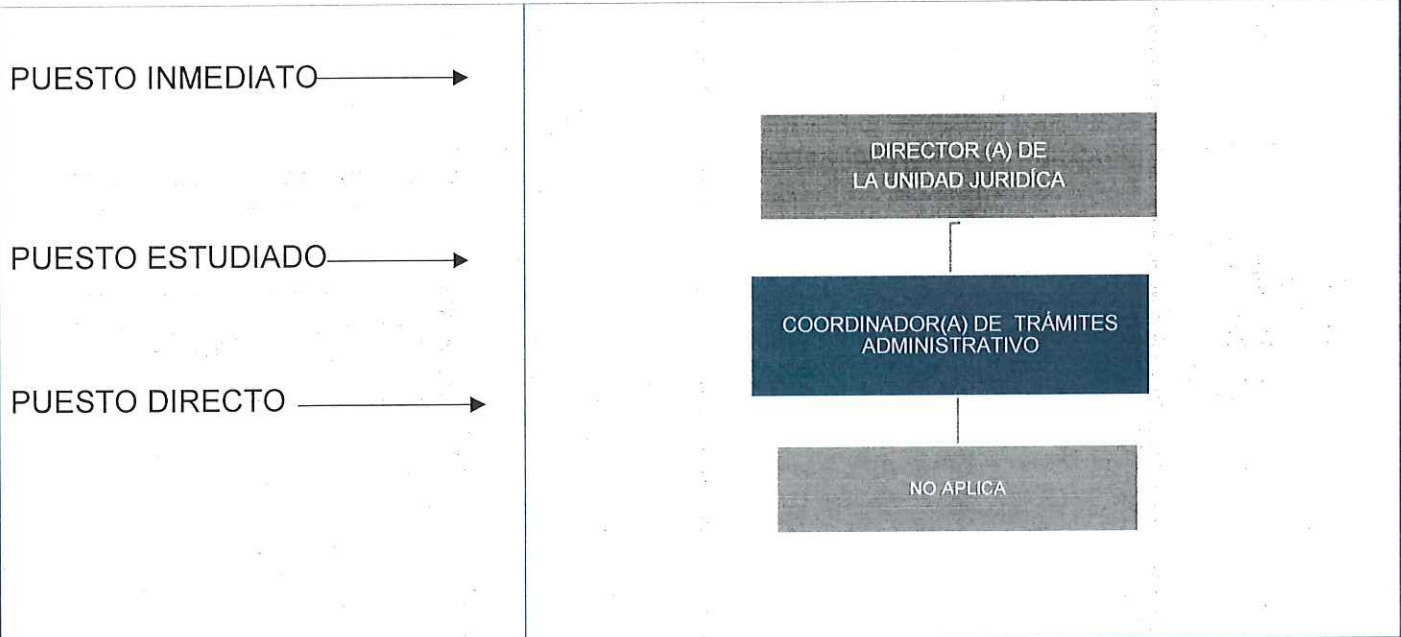 PUESTO INMEDIATO
DIRECTOR (A) DE
LA UNIDAD JURIDÍCA
PUESTO ESTUDIADO
COORDINADOR(A) DE TRÁMITES
ADMINISTRATIVO
PUESTO DIRECTO
NO APLICA